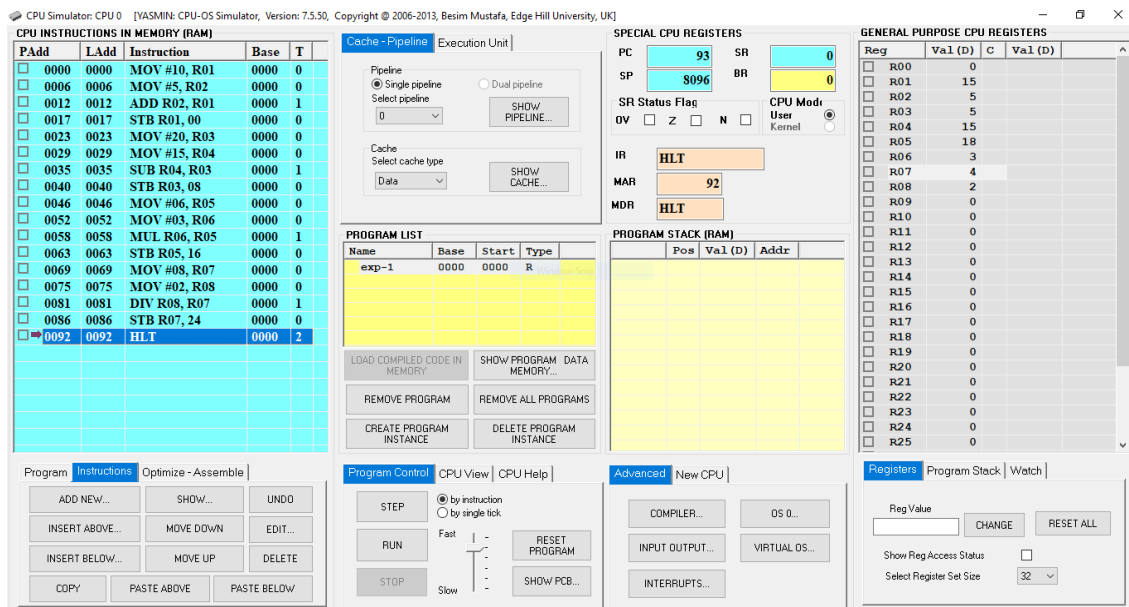 CPU Simulator: CPU 0 [YASMIN: CPU-OS Simulator, Version: 7.5.50, Copyright @ 2006-2013, Besim Mustafa, Edge Hill University, UK]
CPU INSTRUCTIONS IN MEMORY (RAM)
PAdd LAdd Instruction Base T
0000 0000 MOV #10, R01 0000 0
0006 0006 MOV #5, R02 0000 0
0012 0012 ADD R02, R01 0000 1
0017 0017 STB R01, 00 0000 0
0023 0023 MOV #20, R03 0000 0
0029 0029 MOV #15, R04 0000 0
0035 0035 SUB R04, R03 0000 1
0040 0040 STB R03, 08 0000 0
0046 0046 MOV #06, R05 0000 0
0052 0052 MOV #03, R06 0000 0
0058 0058 MUL R06, R05 0000 1
0063 0063 STB R05, 16 0000 0
0069 0069 MOV #08, R07 0000 0
0075 0075 MOV #02, R08 0000 0
0081 0081 DIV R08, R07 0000 1
0086 0086 STB R07, 24 0000 0
0092 0092 HLT 0000 2
Program Instructions Optimize - Assemble
ADD NEW... SHOW... UNDO
INSERT ABOVE... MOVE DOWN EDIT...
INSERT BELOW... MOVE UP DELETE
COPY PASTE ABOVE PASTE BELOW
Cache - Pipeline Execution Unit
Pipeline
Single pipeline Dual pipeline
Select pipeline
0
SHOW
PIPELINE...
Cache
Select cache type
Data
SHOW
CACHE...
PROGRAM LIST
Name Base Start Type
exp-1 0000 0000 R
LOAD COMPILED CODE IN
MEMORY
SHOW PROGRAM DATA
MEMORY...
REMOVE PROGRAM REMOVE ALL PROGRAMS
CREATE PROGRAM
INSTANCE
DELETE PROGRAM
INSTANCE
Program Control CPU View CPU Help
STEP
by instruction
by single tick
RUN
Fast
RESET
PROGRAM
STOP
Slow
SHOW PCB...
SPECIAL CPU REGISTERS
PC 93 SR 0
SP 8096 BR 0
SR Status Flag
OV Z N
CPU Mode
User
Kernel
IR HLT
MAR 92
MDR HLT
PROGRAM STACK (RAM)
Pos Val (D) Addr
Advanced New CPU
COMPILER... OS 0...
INPUT OUTPUT... VIRTUAL OS...
INTERRUPTS...
GENERAL PURPOSE CPU REGISTERS
Reg Val (D) C Val (D)
R00 0
R01 15
R02 5
R03 5
R04 15
R05 18
R06 3
R07 4
R08 2
R09 0
R10 0
R11 0
R12 0
R13 0
R14 0
R15 0
R16 0
R17 0
R18 0
R19 0
R20 0
R21 0
R22 0
R23 0
R24 0
R25 0
Registers Program Stack Watch
Reg Value
CHANGE RESET ALL
Show Reg Access Status
Select Register Set Size 32